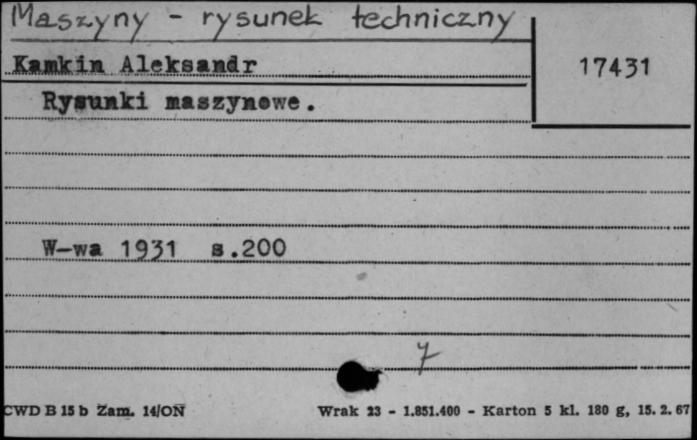 Maszyny - rysunek techniczny
Kamkin Aleksandr
17431
Rysunki maszynowe.
W-wa 1931 s.200
7
CWD B 15 b Zam. 14/ON
Wrak 23 - 1.851.400 - Karton 5 kl. 180 g, 15. 2. 67